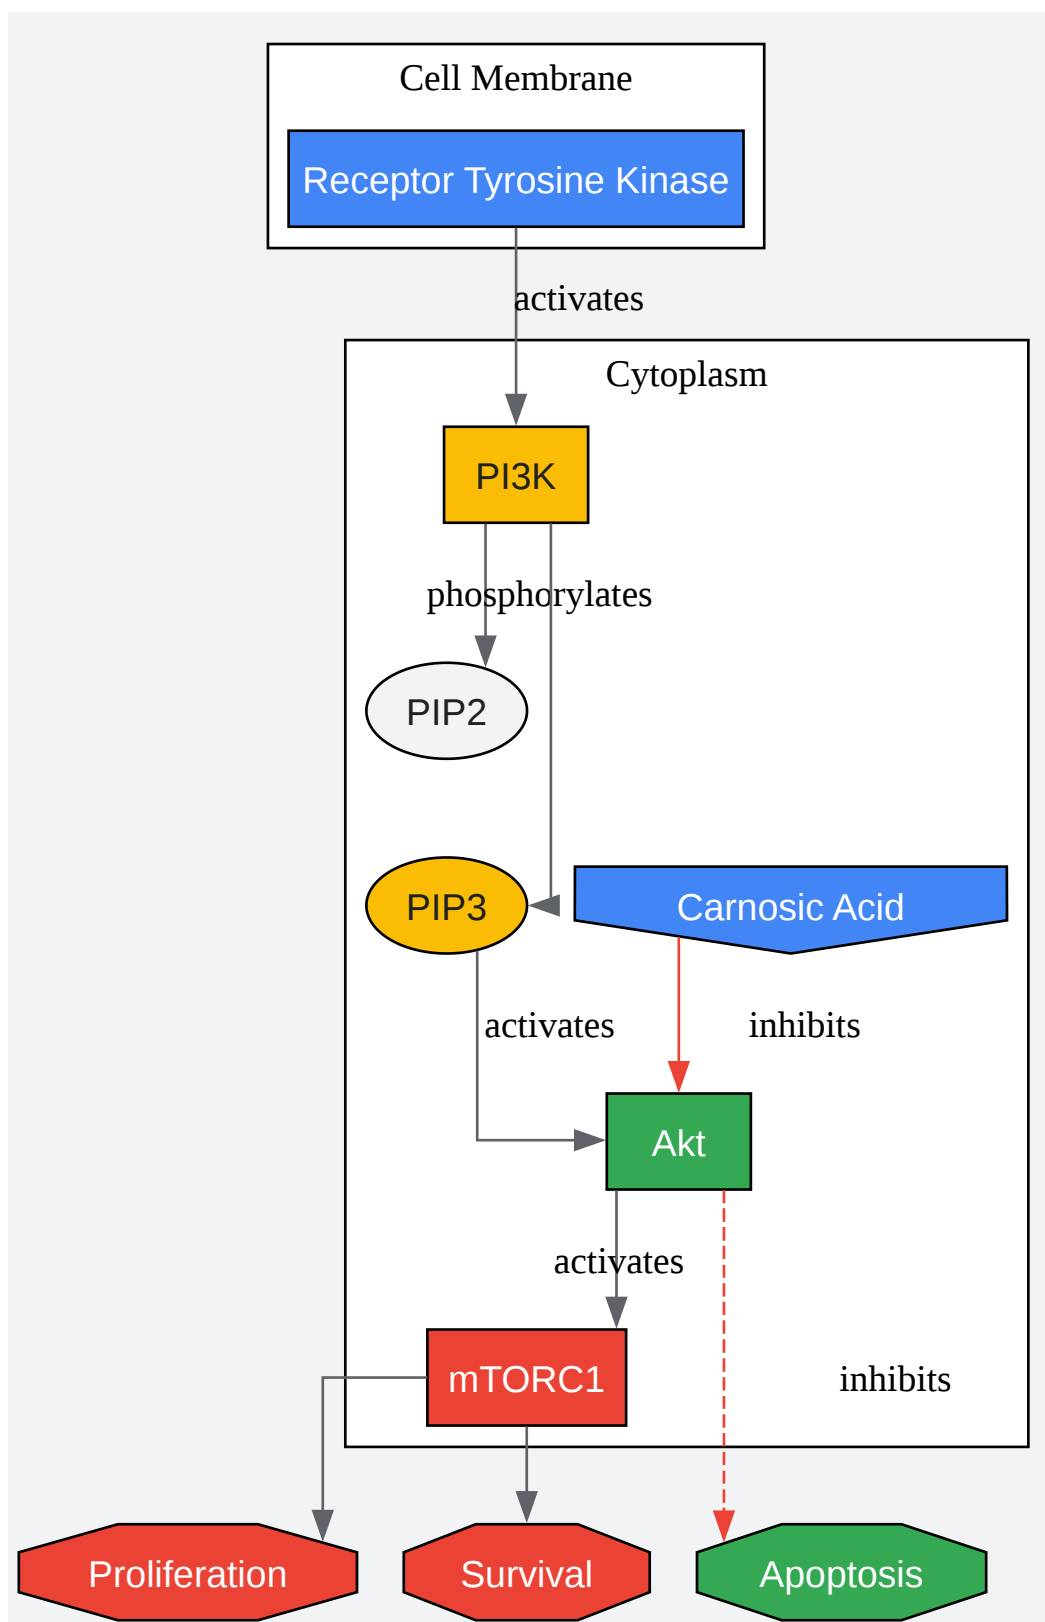 Cell Membrane
Receptor Tyrosine Kinase
activates
Cytoplasm
PI3K
phosphorylates
PIP2
PIP3
Carnosic Acid
activates
inhibits
Akt
activates
mTORC1
inhibits
Proliferation
Survival
Apoptosis